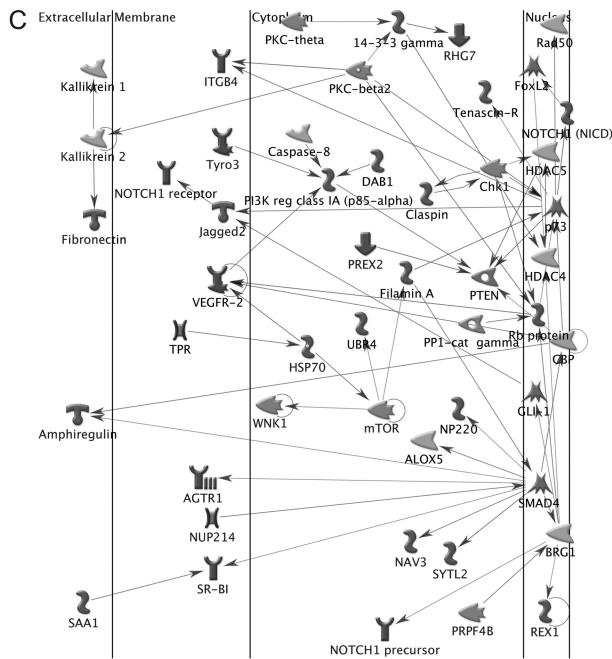 C
Extracellular Membrane Cytoplasm Nucleus
PKC-theta
14-3-3 gamma
RHG7
Rad50
Kallikrein 1
ITGB4
PKC-beta2
FoxL2
Tenascin-R
NOTCH1 (NICD)
Kallikrein 2
Tyro3
Caspase-8
HDAC5
DAB1
Chk1
NOTCH1 receptor
PI3K reg class IA (p85-alpha)
Claspin
Fibronectin
Jagged2
p73
PREX2
HDAC4
VEGFR-2
Filamin A
PTEN
TPR
HSP70
UBR4
PP1-cat gamma
Rb protein
CBP
Amphiregulin
WNK1
mTOR
NP220
GLI-1
ALOX5
AGTR1
SMAD4
NUP214
NAV3
SYTL2
BRG1
SR-BI
SAA1
NOTCH1 precursor
PRPF4B
REX1